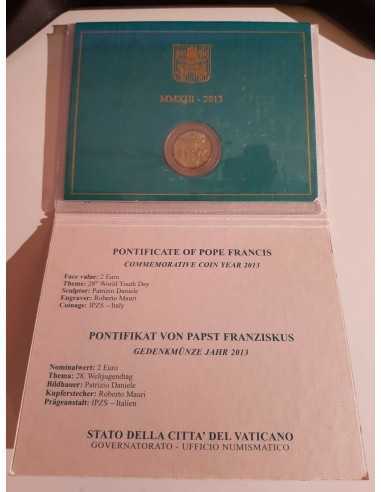 MMXIII - 2013
PONTIFICATE OF POPE FRANCIS
COMMEMORATIVE COIN YEAR 2013
Face value: 2 Euro
Theme: 28th World Youth Day
Sculptor: Patrizio Daniele
Engraver: Roberto Mauri
Coinage: IPZS – Italy
PONTIFIKAT VON PAPST FRANZISKUS
GEDENKMÜNZE JAHR 2013
Nominalwert: 2 Euro
Thema: 28. Weltjugendtag
Bildhauer: Patrizio Daniele
Kupferstecher: Roberto Mauri
Prägeanstalt: IPZS – Italien
STATO DELLA CITTA' DEL VATICANO
GOVERNATORATO - UFFICIO NUMISMATICO